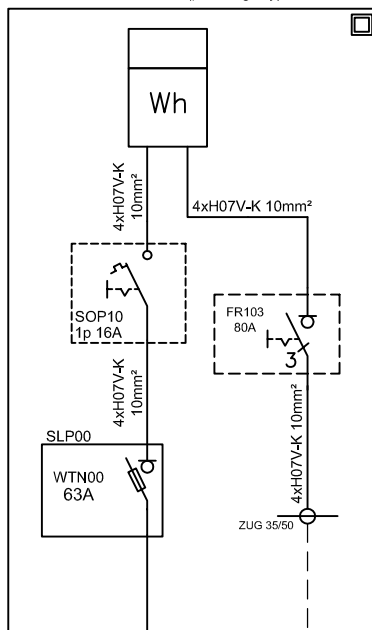 Wh
4xH07V-K
10mm²
4xH07V-K 10mm²
SOP10
1p 16A
FR103
80A
3
4xH07V-K
10mm²
4xH07V-K 10mm²
SLP00
WTN00
63A
ZUG 35/50